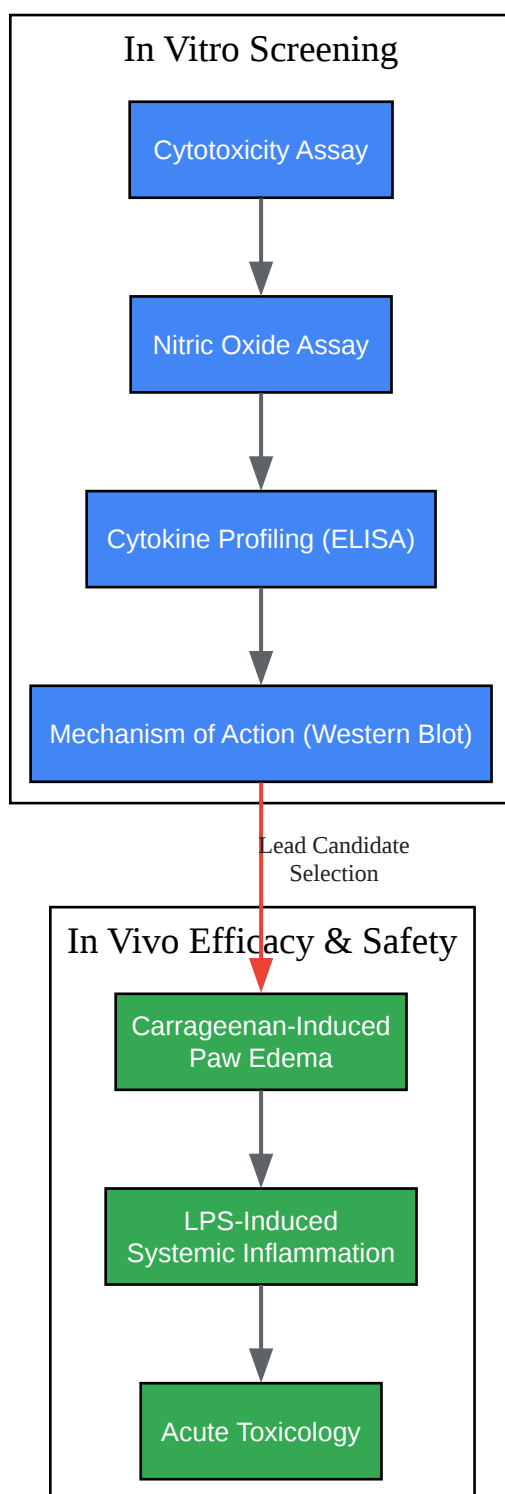 In Vitro Screening
Cytotoxicity Assay
Nitric Oxide Assay
Cytokine Profiling (ELISA)
Mechanism of Action (Western Blot)
Lead Candidate
Selection
In Vivo Efficacy & Safety
Carrageenan-Induced
Paw Edema
LPS-Induced
Systemic Inflammation
Acute Toxicology